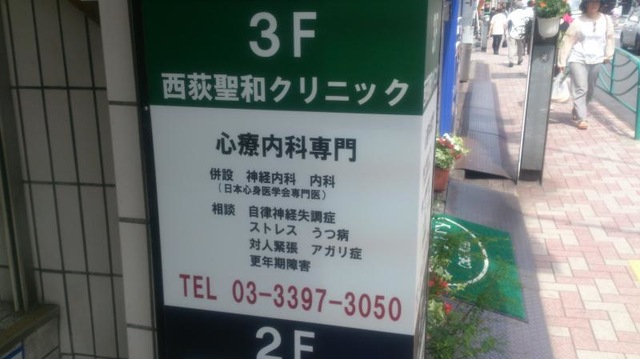 3F
西荻聖和クリニック
心療内科専門
併設 神経内科 内科
（日本心身医学会専門医）
相談 自律神経失調症
ストレス うつ病
対人緊張 アガリ症
更年期障害
TEL 03-3397-3050
2F